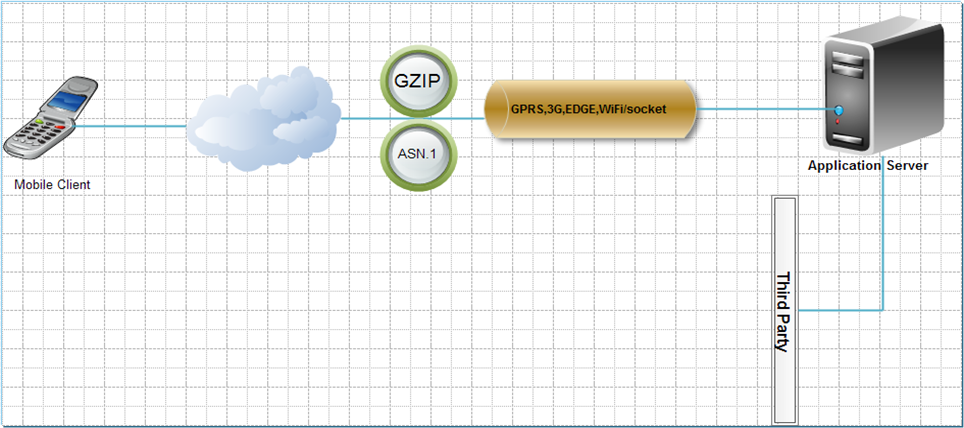 GZIP
GPRS,3G,EDGE,WiFi/socket
ASN.1
Application Server
Mobile Client
Third Party